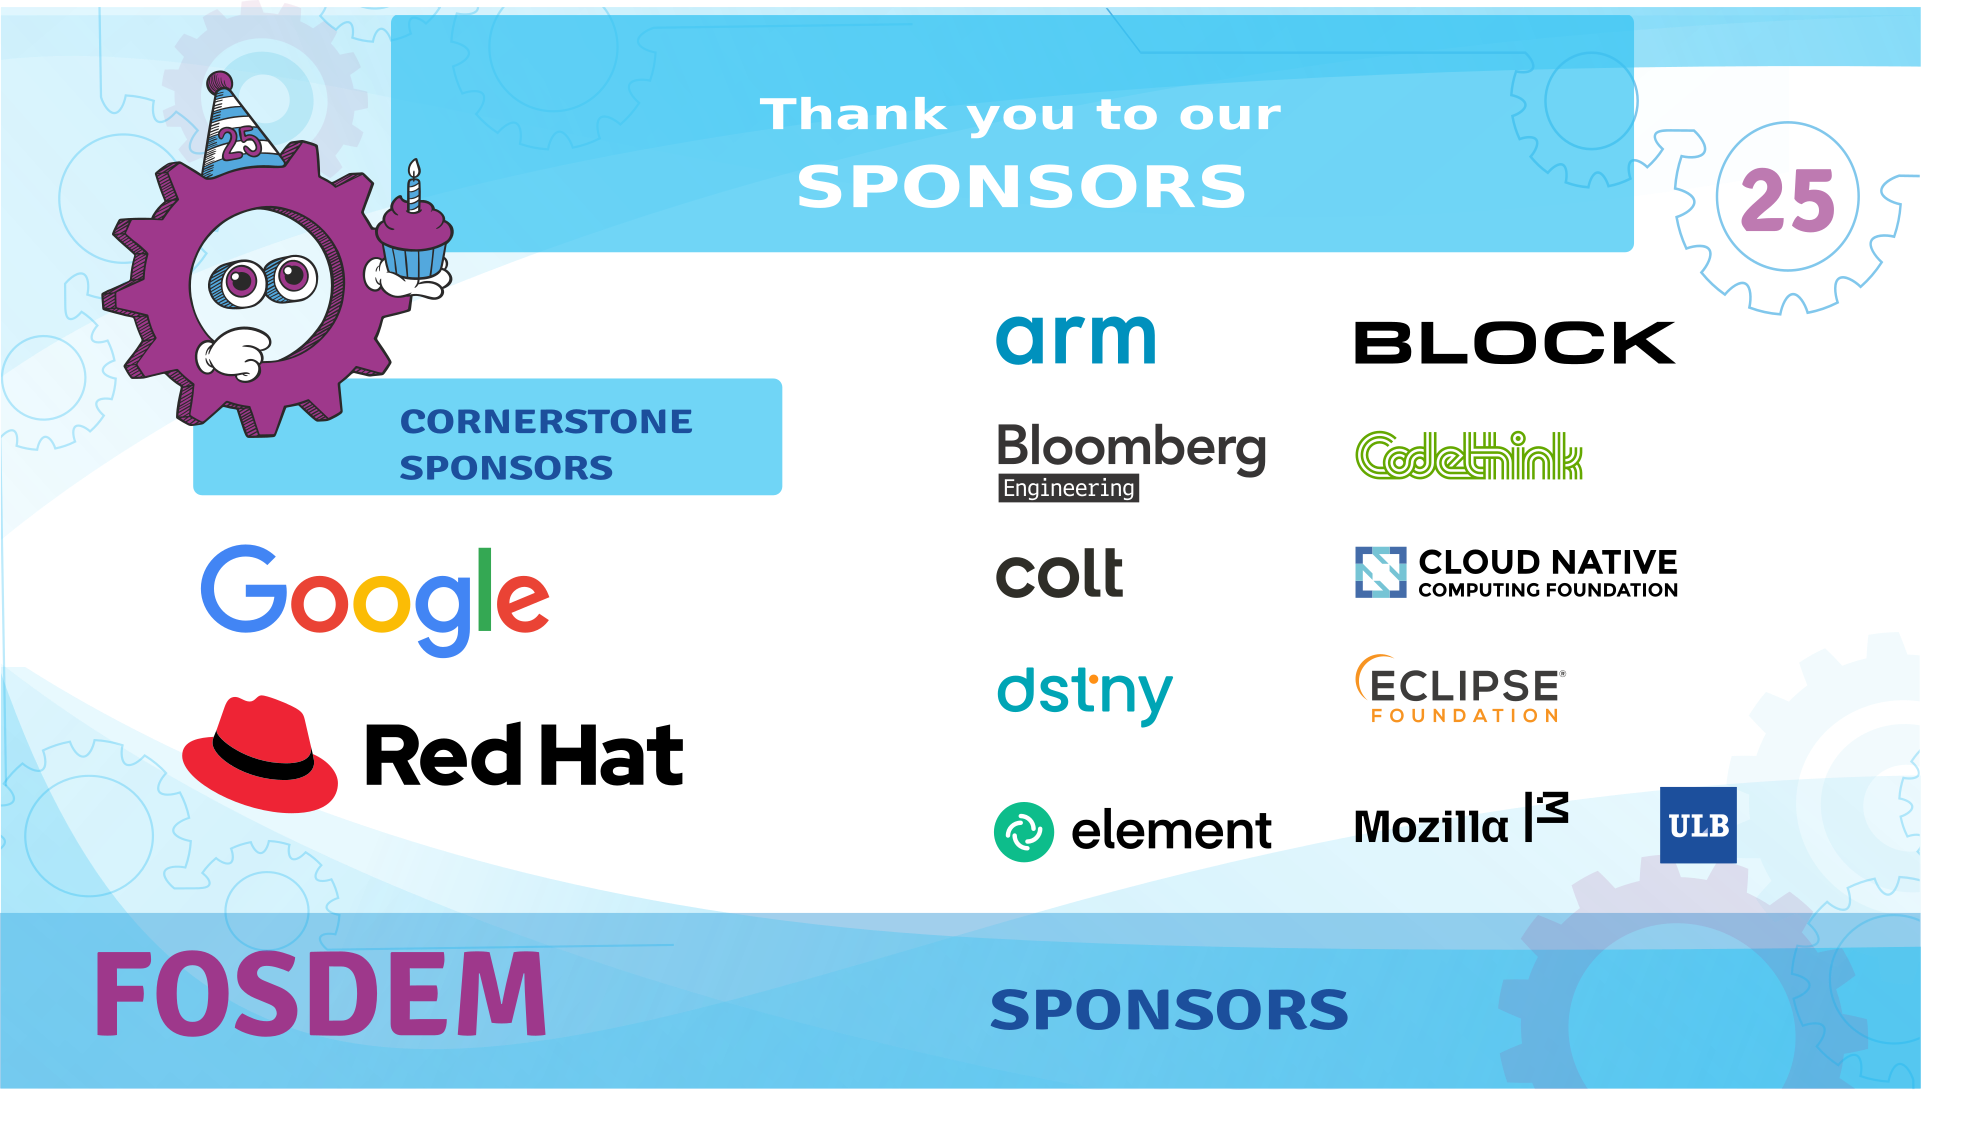 Thank you to our
SPONSORS
25
25
CORNERSTONE
SPONSORS
Google
Red Hat
arm
BLOCK
Bloomberg
Engineering
Codethink
colt
CLOUD NATIVE
COMPUTING FOUNDATION
dstny
ECLIPSE®
FOUNDATION
element
Mozilla
ULB
FOSDEM
SPONSORS